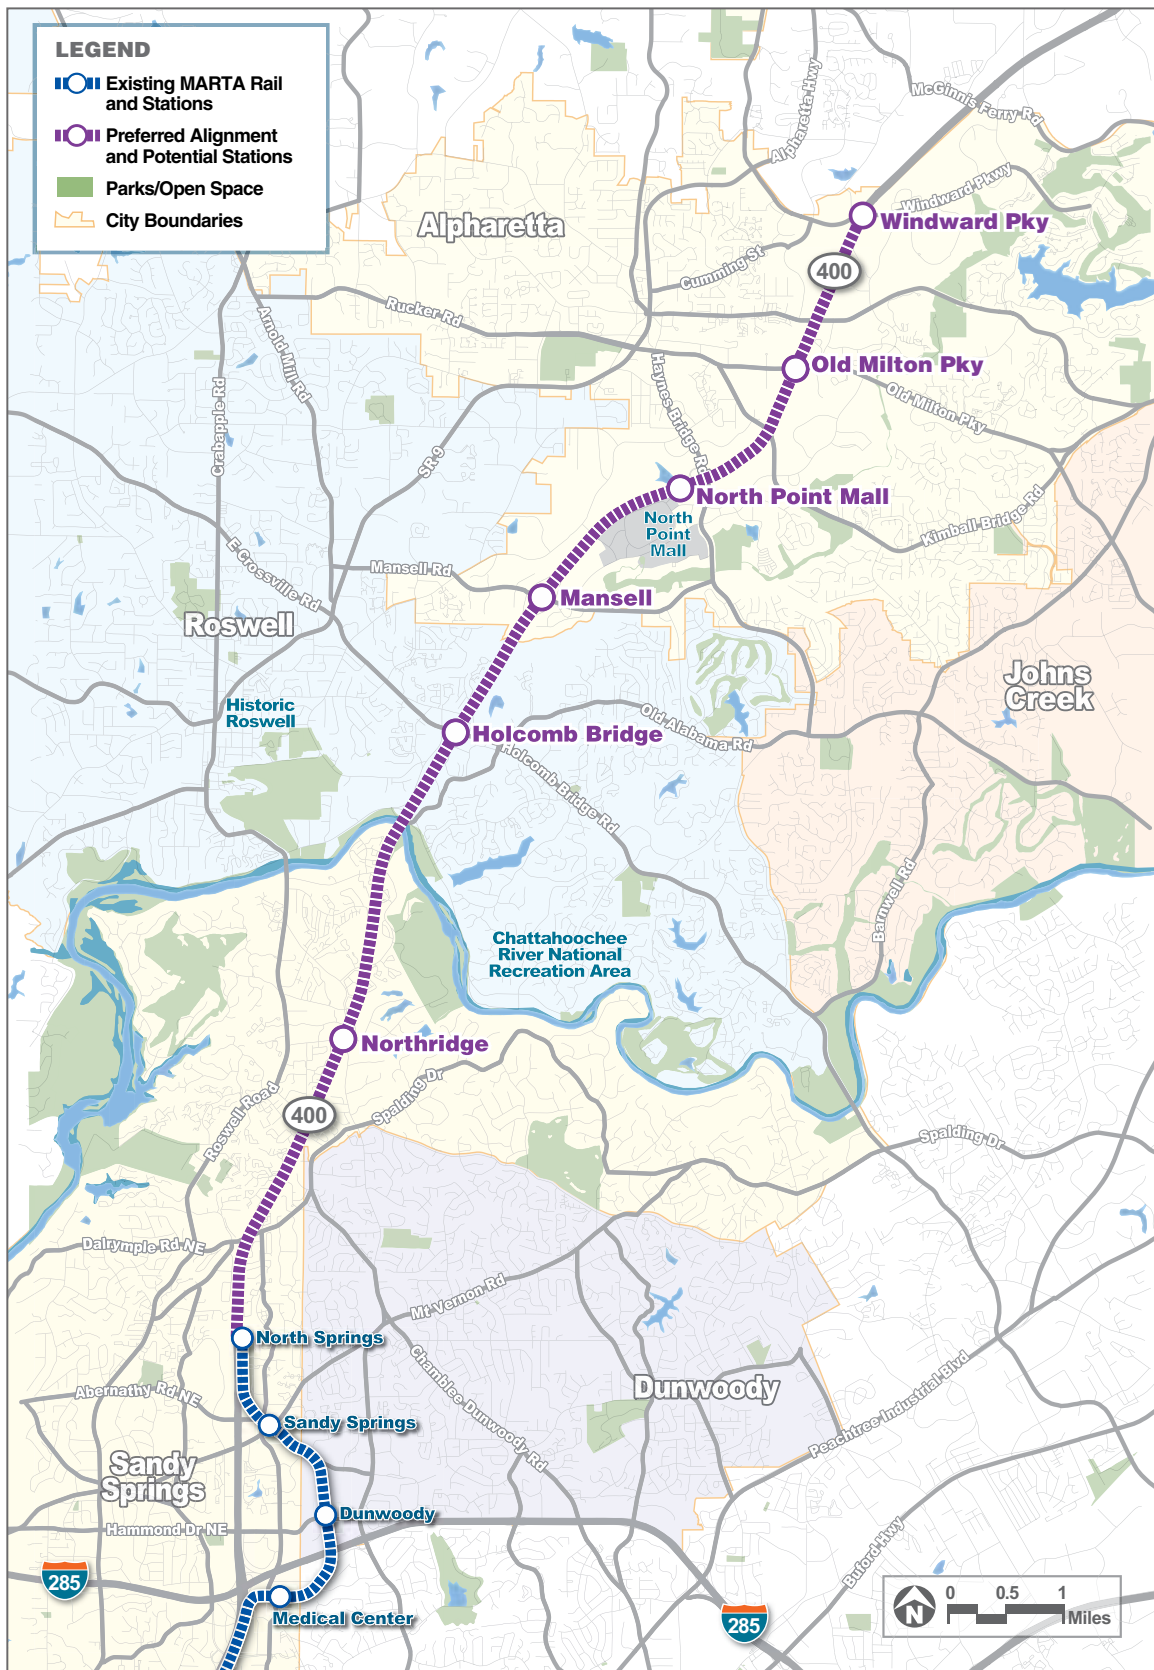 LEGEND
Existing MARTA Rail
and Stations
Preferred Alignment
and Potential Stations
Parks/Open Space
City Boundaries
McGinnis Ferry Rd
Alpharetta Hwy
Windward Pkwy
Alpharetta
Windward Pky
Cumming St
400
Rucker Rd
Arnold Mill Rd
Haynes Bridge Rd
Old Milton Pky
Old Milton Pky
Crabapple Rd
SR 9
North Point Mall
North
Point
Mall
Kimball Bridge Rd
E Crossville Rd
Mansell Rd
Mansell
Roswell
Johns
Creek
Historic
Roswell
Old Alabama Rd
Holcomb Bridge
Holcomb Bridge Rd
Barnwell Rd
Chattahoochee
River National
Recreation Area
Northridge
Spalding Dr
Roswell Road
400
Spalding Dr
Dalrymple Rd NE
Mt Vernon Rd
North Springs
Chamblee Dunwoody Rd
Abernathy Rd NE
Dunwoody
Peachtree Industrial Blvd
Sandy Springs
Sandy
Springs
Dunwoody
Hammond Dr NE
Buford Hwy
285
Medical Center
285
N
0 0.5 1
Miles